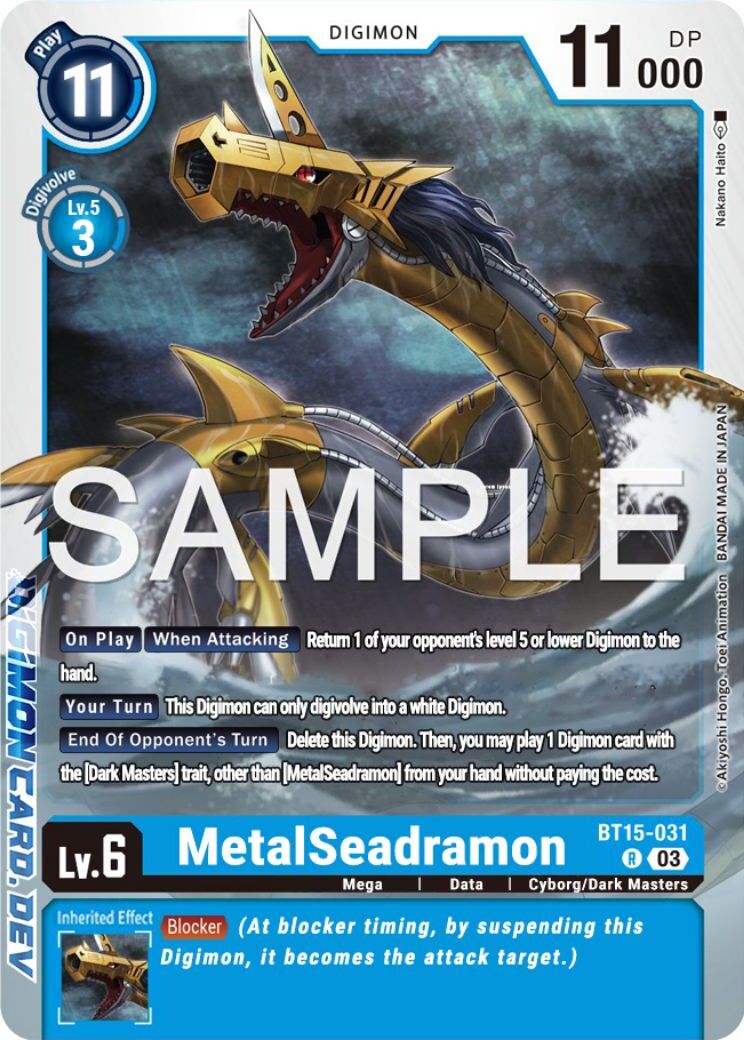 Play
11
DIGIMON
11000
DP
Digivolve
Lv.5
3
Nakano Haito
SAMPLE
On Play When Attacking Return 1 of your opponent's level 5 or lower Digimon to the
hand.
Your Turn This Digimon can only digivolve into a white Digimon.
End Of Opponent's Turn Delete this Digimon. Then, you may play 1 Digimon card with
the [Dark Masters] trait, other than [MetalSeadramon] from your hand without paying the cost.
©Akiyoshi Hongo, Toei Animation BANDAI MADE IN JAPAN
DIGIMON CARD.DEV
Lv.6
MetalSeadramon
BT15-031
R 03
Mega | Data | Cyborg/Dark Masters
Inherited Effect
Blocker (At blocker timing, by suspending this
Digimon, it becomes the attack target.)